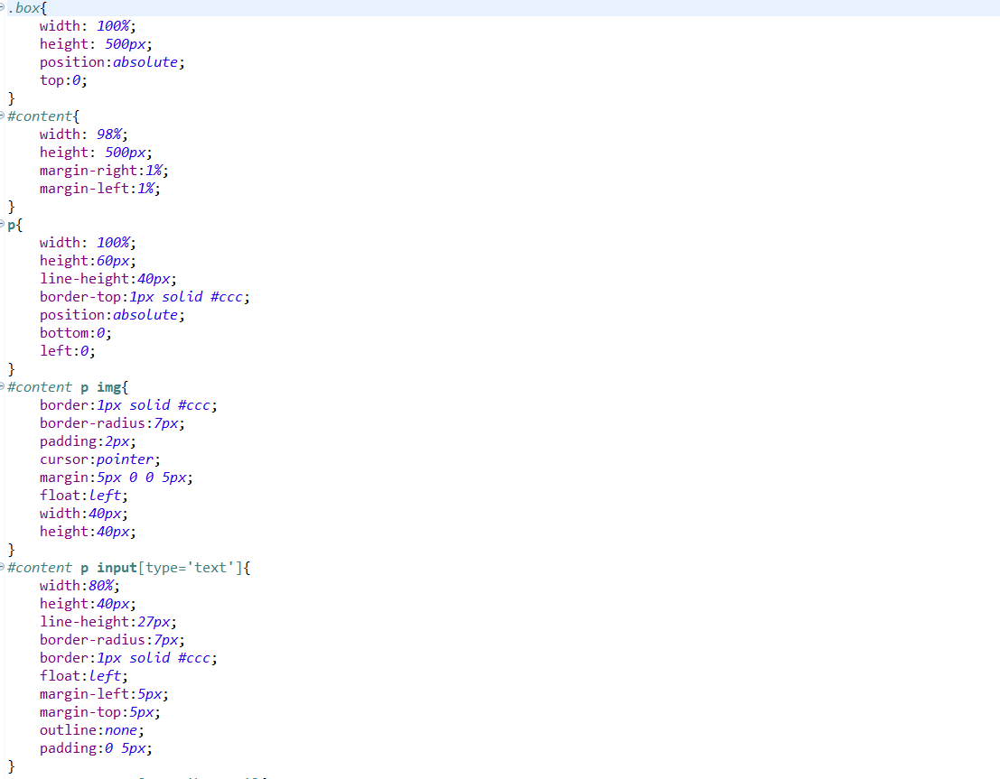 .box{
    width: 100%;
    height: 500px;
    position:absolute;
    top:0;
}
#content{
    width: 98%;
    height: 500px;
    margin-right:1%;
    margin-left:1%;
}
p{
    width: 100%;
    height:60px;
    line-height:40px;
    border-top:1px solid #ccc;
    position:absolute;
    bottom:0;
    left:0;
}
#content p img{
    border:1px solid #ccc;
    border-radius:7px;
    padding:2px;
    cursor:pointer;
    margin:5px 0 0 5px;
    float:left;
    width:40px;
    height:40px;
}
#content p input[type='text']{
    width:80%;
    height:40px;
    line-height:27px;
    border-radius:7px;
    border:1px solid #ccc;
    float:left;
    margin-left:5px;
    margin-top:5px;
    outline:none;
    padding:0 5px;
}